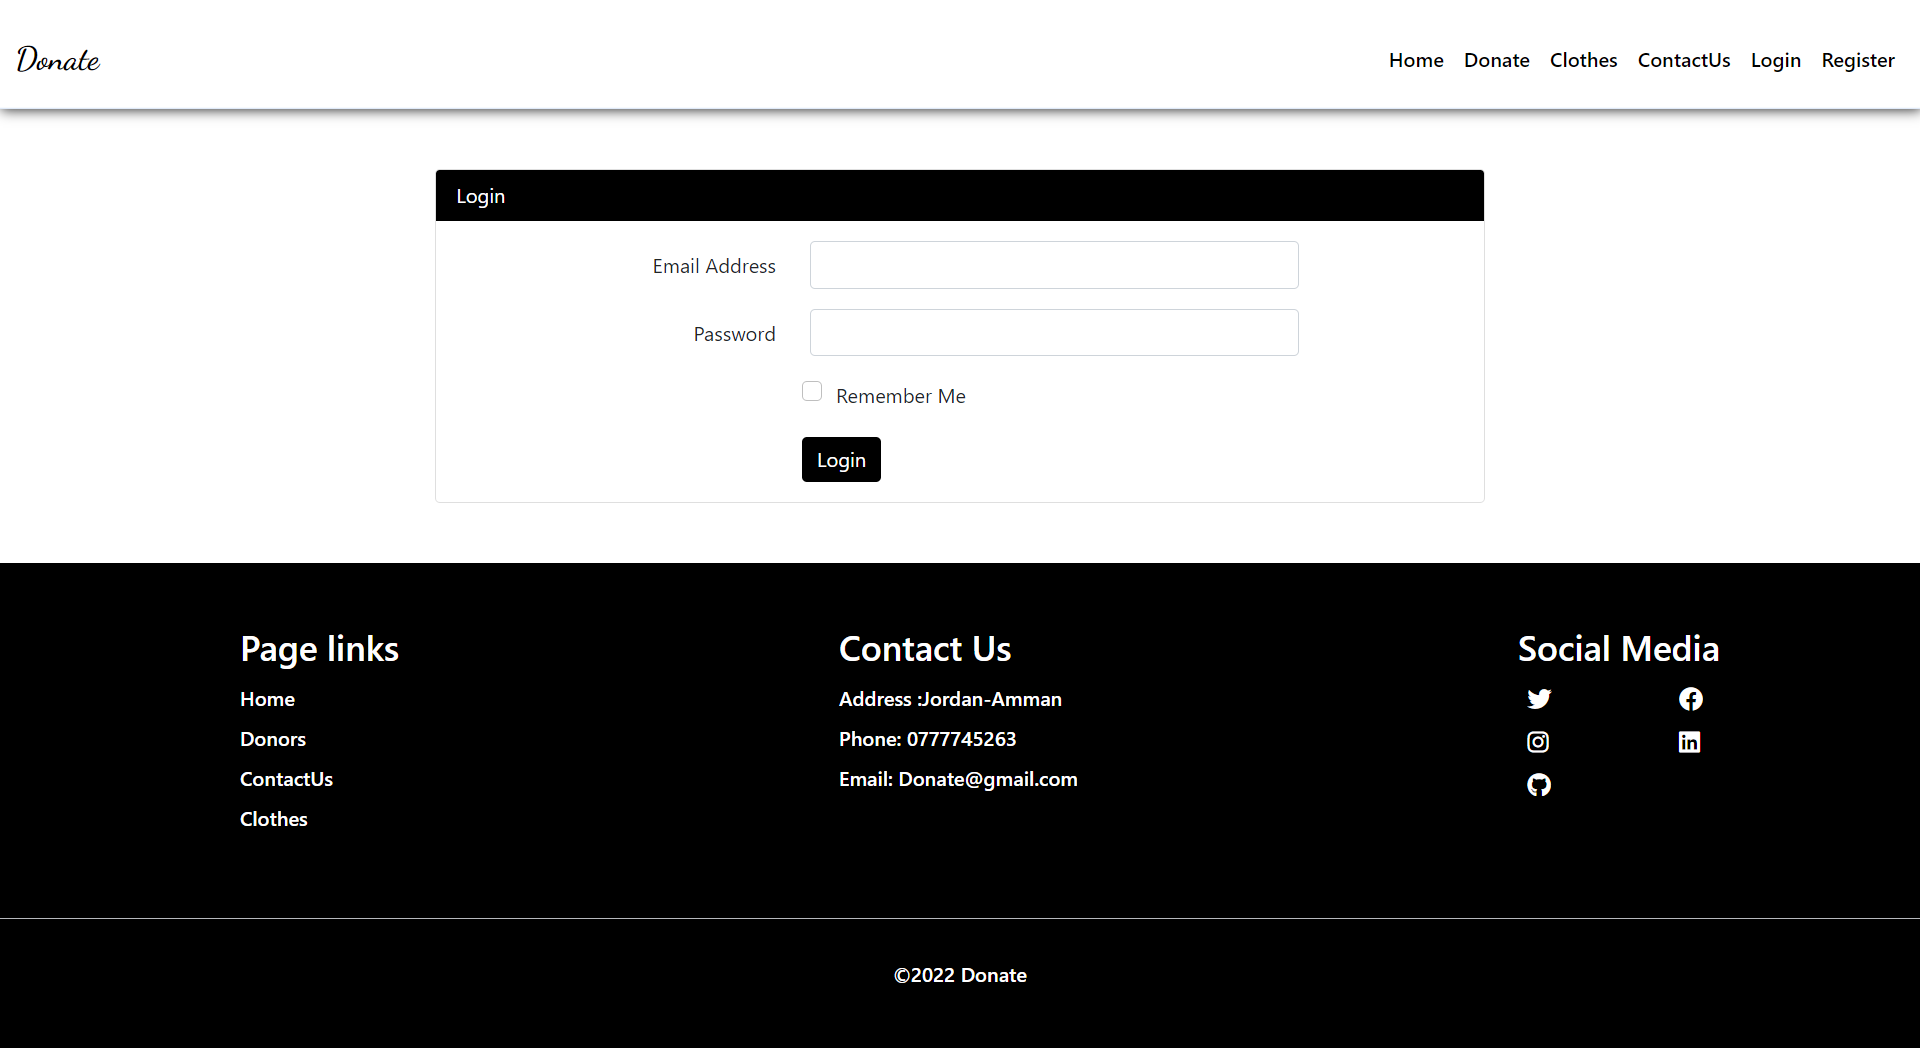 Donate
Home Donate Clothes ContactUs Login Register
Login
Email Address
Password
Remember Me
Login
Page links
Home
Donors
ContactUs
Clothes
Contact Us
Address :Jordan-Amman
Phone: 0777745263
Email: Donate@gmail.com
Social Media
©2022 Donate